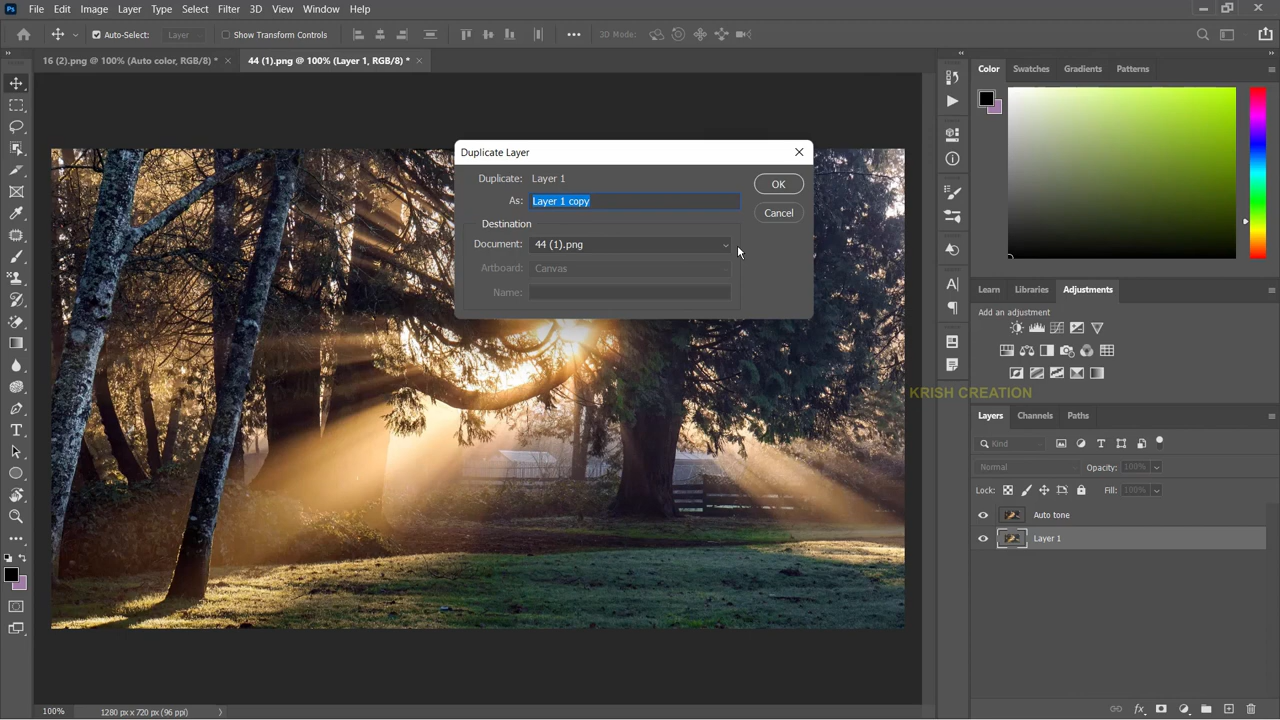 Ps File Edit Image Layer Type Select Filter 3D View Window Help
Auto-Select: Layer Show Transform Controls 3D Mode:
16 (2).png @ 100% (Auto color, RGB/8) * × 44 (1).png @ 100% (Layer 1, RGB/8) * ×
Color Swatches Gradients Patterns
Duplicate Layer
Duplicate: Layer 1
OK
As: Layer 1 copy
Cancel
Destination
Document: 44 (1).png
Artboard: Canvas
Name:
Learn Libraries Adjustments
Add an adjustment
KRISH CREATION
Layers Channels Paths
Kind
Normal Opacity: 100%
Lock: Fill: 100%
Auto tone
Layer 1
100% 1280 px x 720 px (96 ppi)